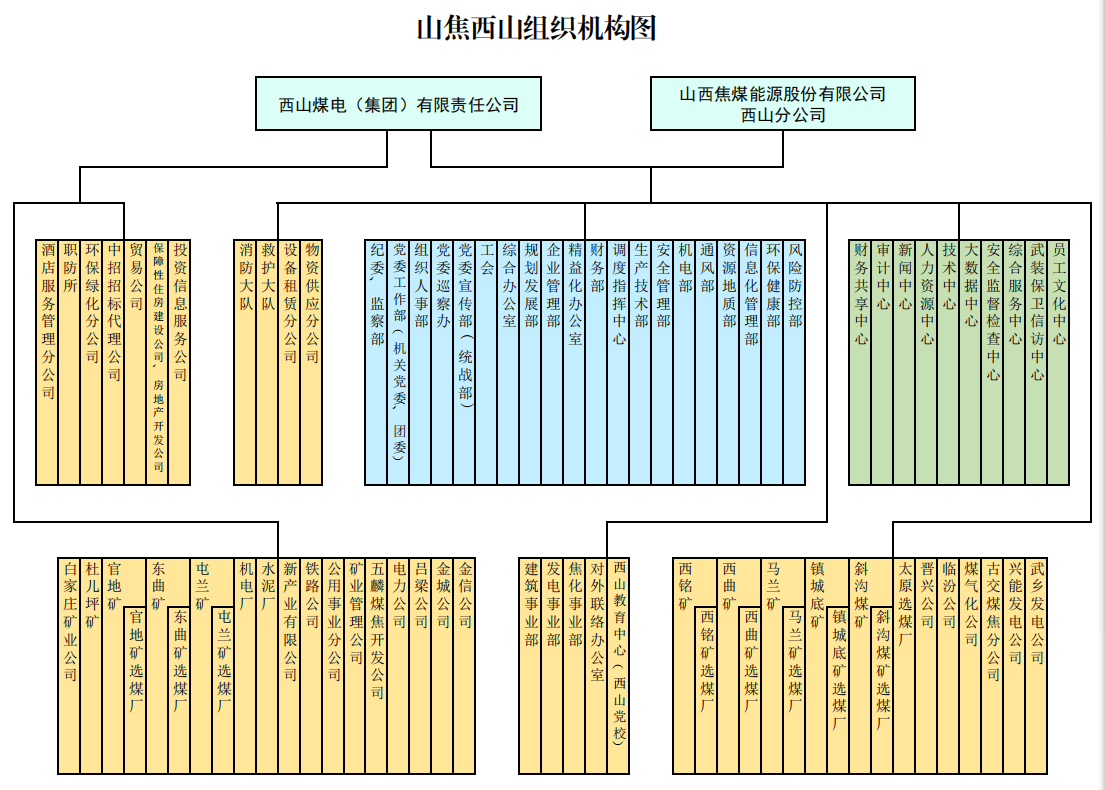 山焦西山组织机构图
西山煤电（集团）有限责任公司
山西焦煤能源股份有限公司
西山分公司
酒店服务管理分公司
职防所
环保绿化分公司
中招招标代理公司
贸易公司
保障性住房建设公司、房地产开发公司
投资信息服务公司
消防大队
救护大队
设备租赁分公司
物资供应分公司
纪委、监察部
党委工作部（机关党委、团委）
组织人事部
党委巡察办
党委宣传部（统战部）
工会
综合办公室
规划发展部
企业管理部
精益化办公室
财务部
调度指挥中心
生产技术部
安全管理部
机电部
通风部
资源地质部
信息化管理部
环保健康部
风险防控部
财务共享中心
审计中心
新闻中心
人力资源中心
技术中心
大数据中心
安全监督检查中心
综合服务中心
武装保卫信访中心
员工文化中心
白家庄矿业公司
杜儿坪矿
官地矿
官地矿选煤厂
东曲矿
东曲矿选煤厂
屯兰矿
屯兰矿选煤厂
机电厂
水泥厂
新产业有限公司
铁路公司
公用事业分公司
矿业管理公司
五麟煤焦开发公司
电力公司
吕梁公司
金城公司
金信公司
建筑事业部
发电事业部
焦化事业部
对外联络办公室
西山教育中心（西山党校）
西铭矿
西铭矿选煤厂
西曲矿
西曲矿选煤厂
马兰矿
马兰矿选煤厂
镇城底矿
镇城底矿选煤厂
斜沟煤矿
斜沟煤矿选煤厂
太原选煤厂
晋兴公司
临汾公司
煤气化公司
古交煤焦分公司
兴能发电公司
武乡发电公司